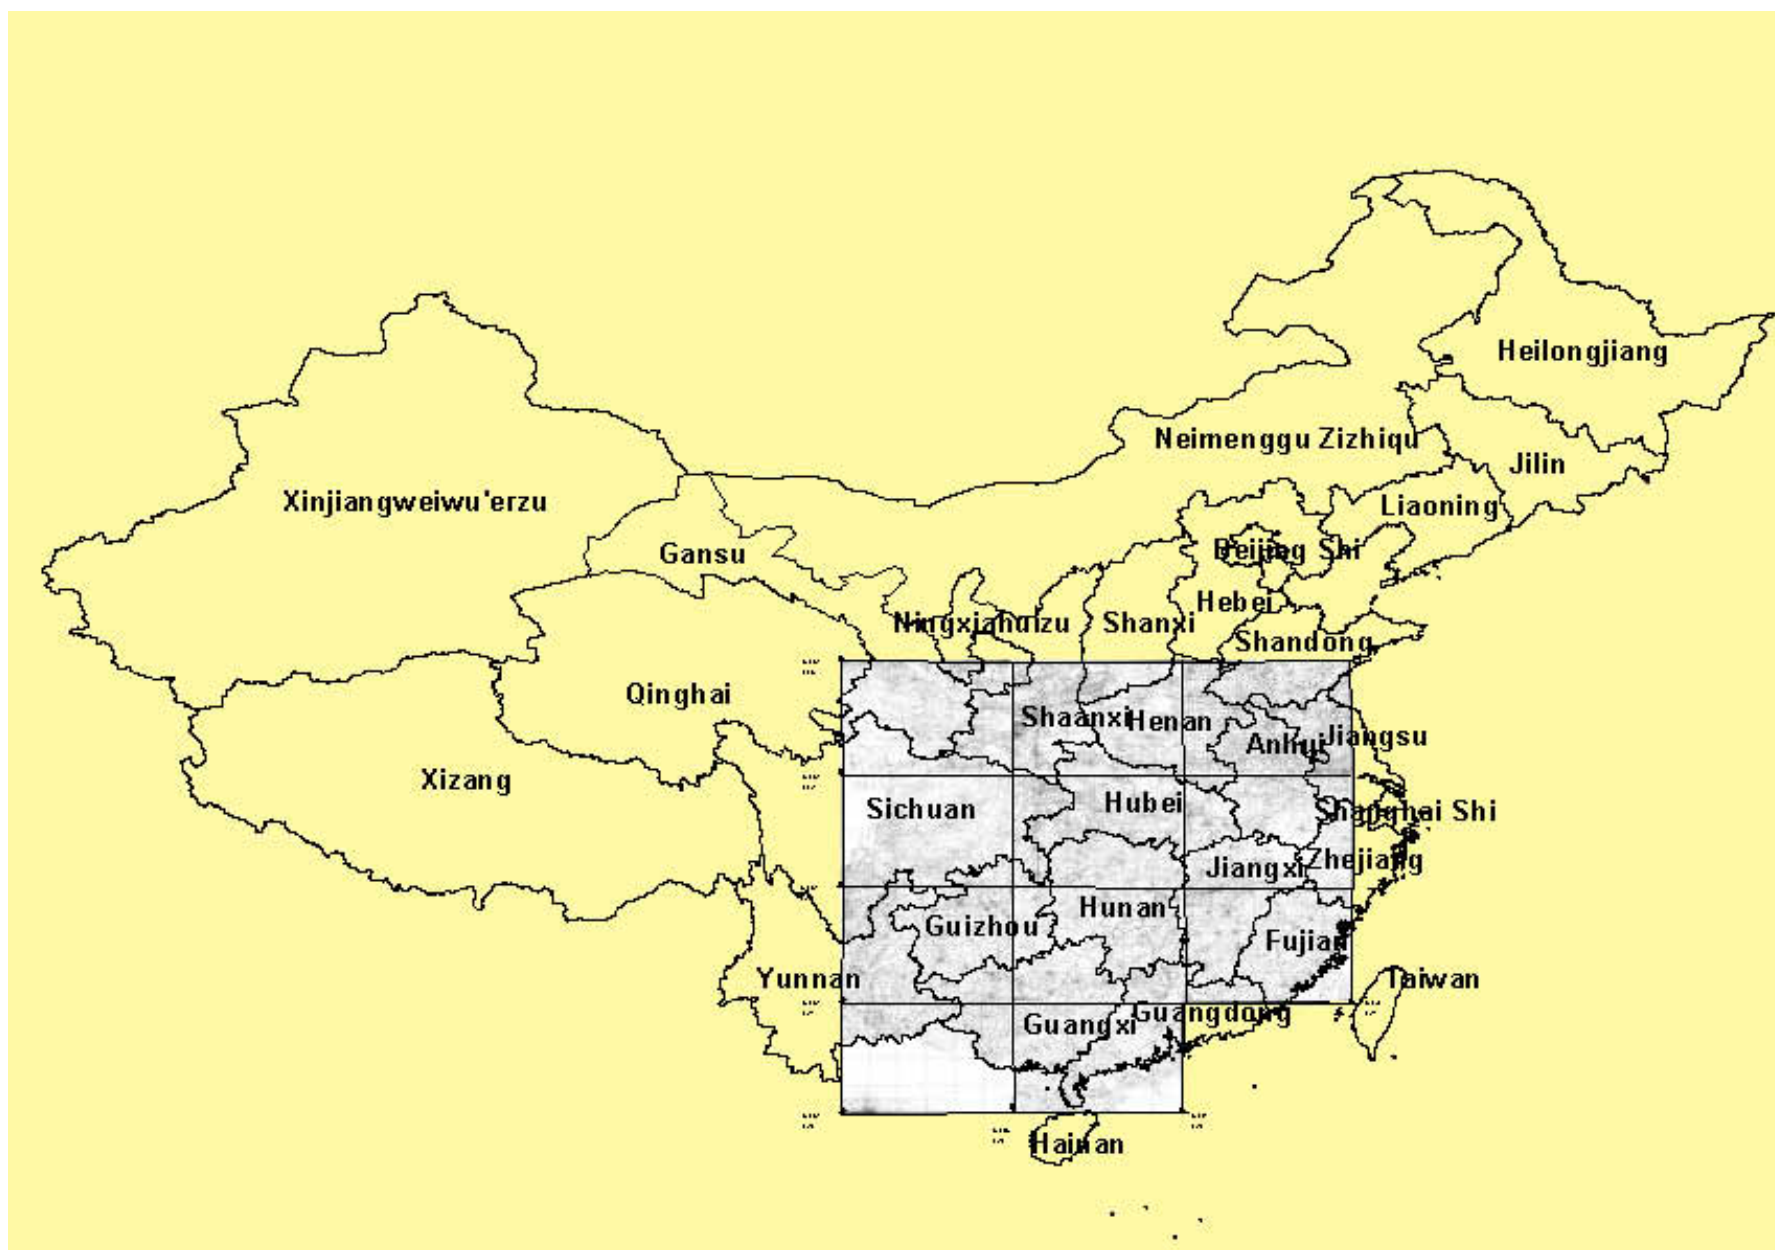 Heilongjiang
Neimenggu Zizhiqu
Jilin
Xinjiangweiwu'erzu
Liaoning
Gansu
Beijing Shi
Hebei
Ningxiahuizu
Shanxi
Shandong
Qinghai
Shaanxi
Henan
Jiangsu
Anhui
Xizang
Hubei
Sichuan
Shanghai Shi
Zhejiang
Jiangxi
Hunan
Guizhou
Fujian
Yunnan
Taiwan
Guangdong
Guangxi
Hainan